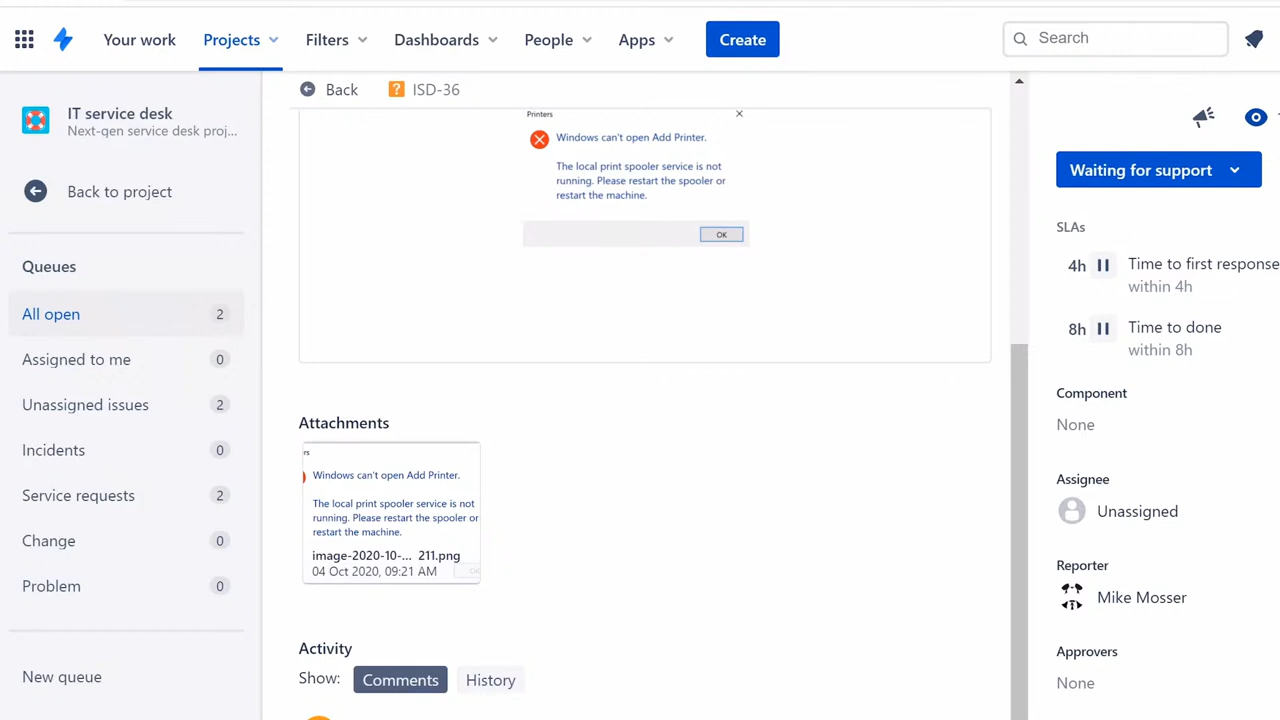 Your work
Projects
Filters
Dashboards
People
Apps
Create
Search
IT service desk
Next-gen service desk proj...
Back to project
Queues
All open 2
Assigned to me 0
Unassigned issues 2
Incidents 0
Service requests 2
Change 0
Problem 0
New queue
Back
ISD-36
Printers
Windows can't open Add Printer.
The local print spooler service is not
running. Please restart the spooler or
restart the machine.
OK
Attachments
rs
Windows can't open Add Printer.
The local print spooler service is not
running. Please restart the spooler or
restart the machine.
image-2020-10-... 211.png
04 Oct 2020, 09:21 AM
Activity
Show:
Comments
History
Waiting for support
SLAs
4h
Time to first response
within 4h
8h
Time to done
within 8h
Component
None
Assignee
Unassigned
Reporter
Mike Mosser
Approvers
None